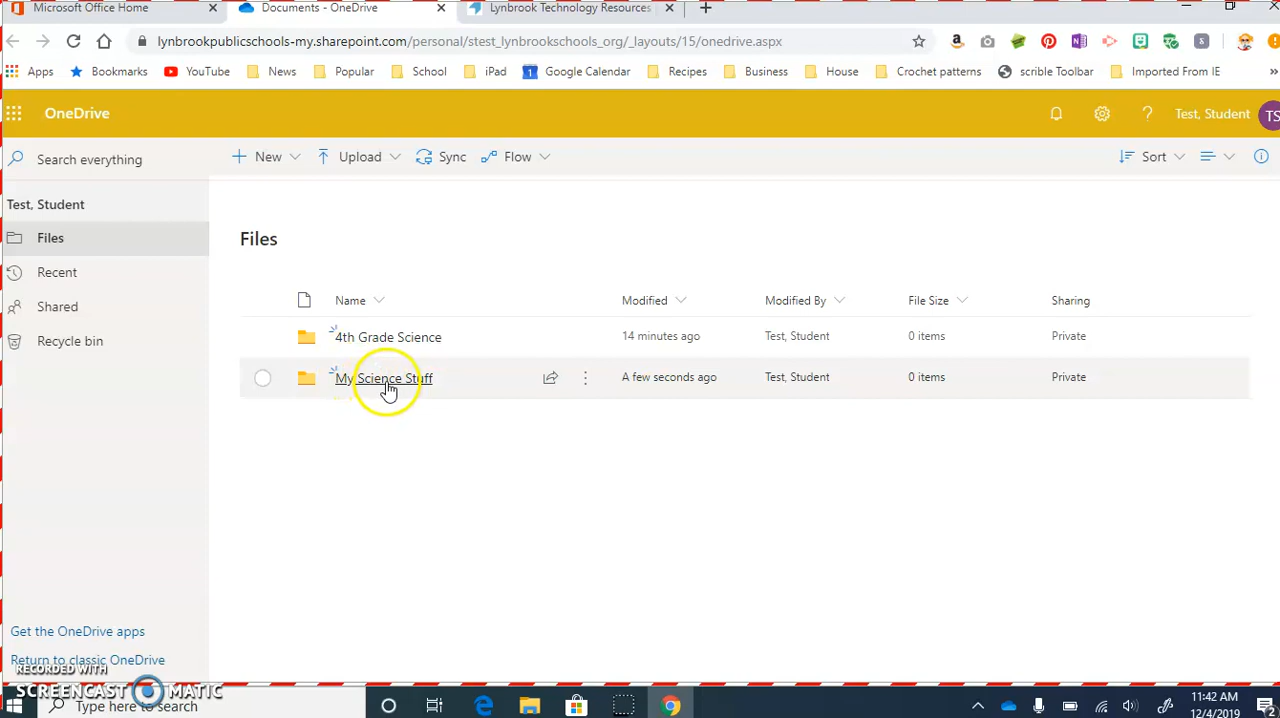 Microsoft Office Home
Documents - OneDrive
Lynbrook Technology Resources
lynbrookpublicschools-my.sharepoint.com/personal/stest_lynbrookschools_org/_layouts/15/onedrive.aspx
Apps Bookmarks YouTube News Popular School iPad 1 Google Calendar Recipes Business House Crochet patterns scrible Toolbar Imported From IE »
OneDrive
? Test, Student TS
Search everything
New Upload Sync Flow Sort
Test, Student
Files
Recent
Shared
Recycle bin
Files
Name Modified Modified By File Size Sharing
4th Grade Science 14 minutes ago Test, Student 0 items Private
My Science Stuff A few seconds ago Test, Student 0 items Private
Get the OneDrive apps
Return to classic OneDrive
RECORDED WITH
SCREENCAST MATIC
Type here to search
11:42 AM
12/4/2019
2